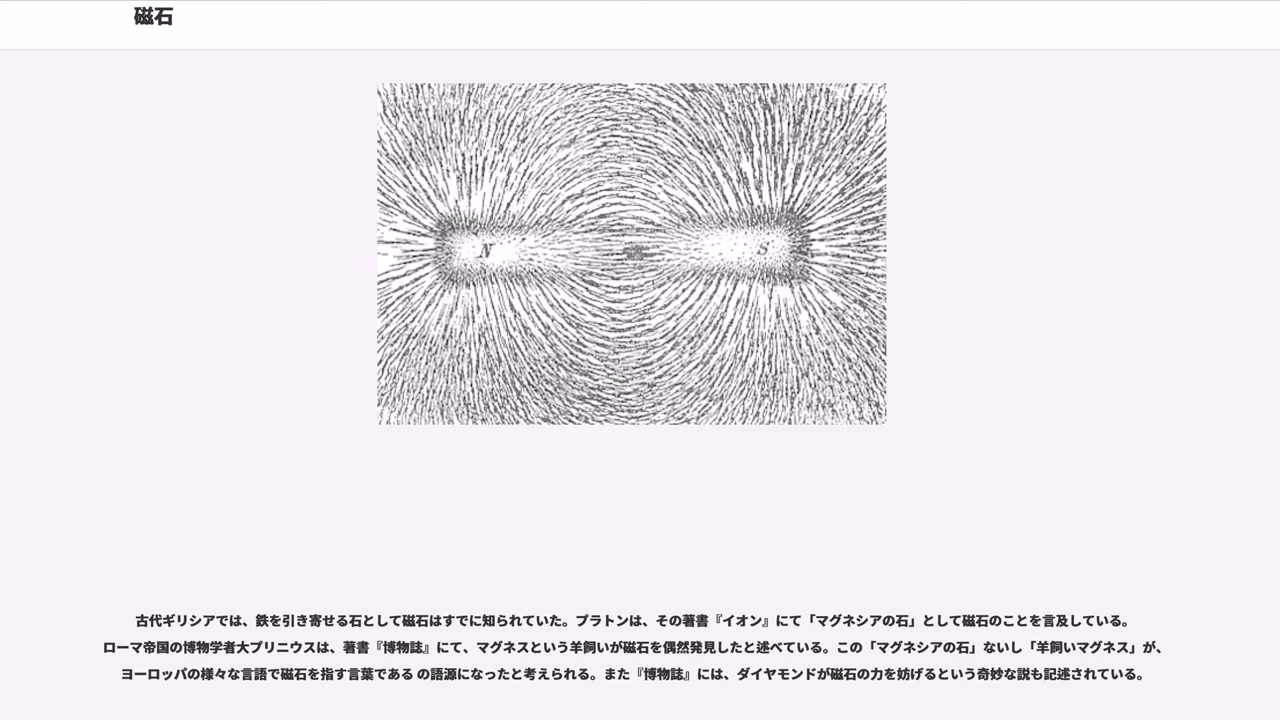 磁石
N
S
古代ギリシアでは、鉄を引き寄せる石として磁石はすでに知られていた。プラトンは、その著書『イオン』にて「マグネシアの石」として磁石のことを言及している。
ローマ帝国の博物学者大プリニウスは、著書『博物誌』にて、マグネスという羊飼いが磁石を偶然発見したと述べている。この「マグネシアの石」ないし「羊飼いマグネス」が、
ヨーロッパの様々な言語で磁石を指す言葉である の語源になったと考えられる。また『博物誌』には、ダイヤモンドが磁石の力を妨げるという奇妙な説も記述されている。